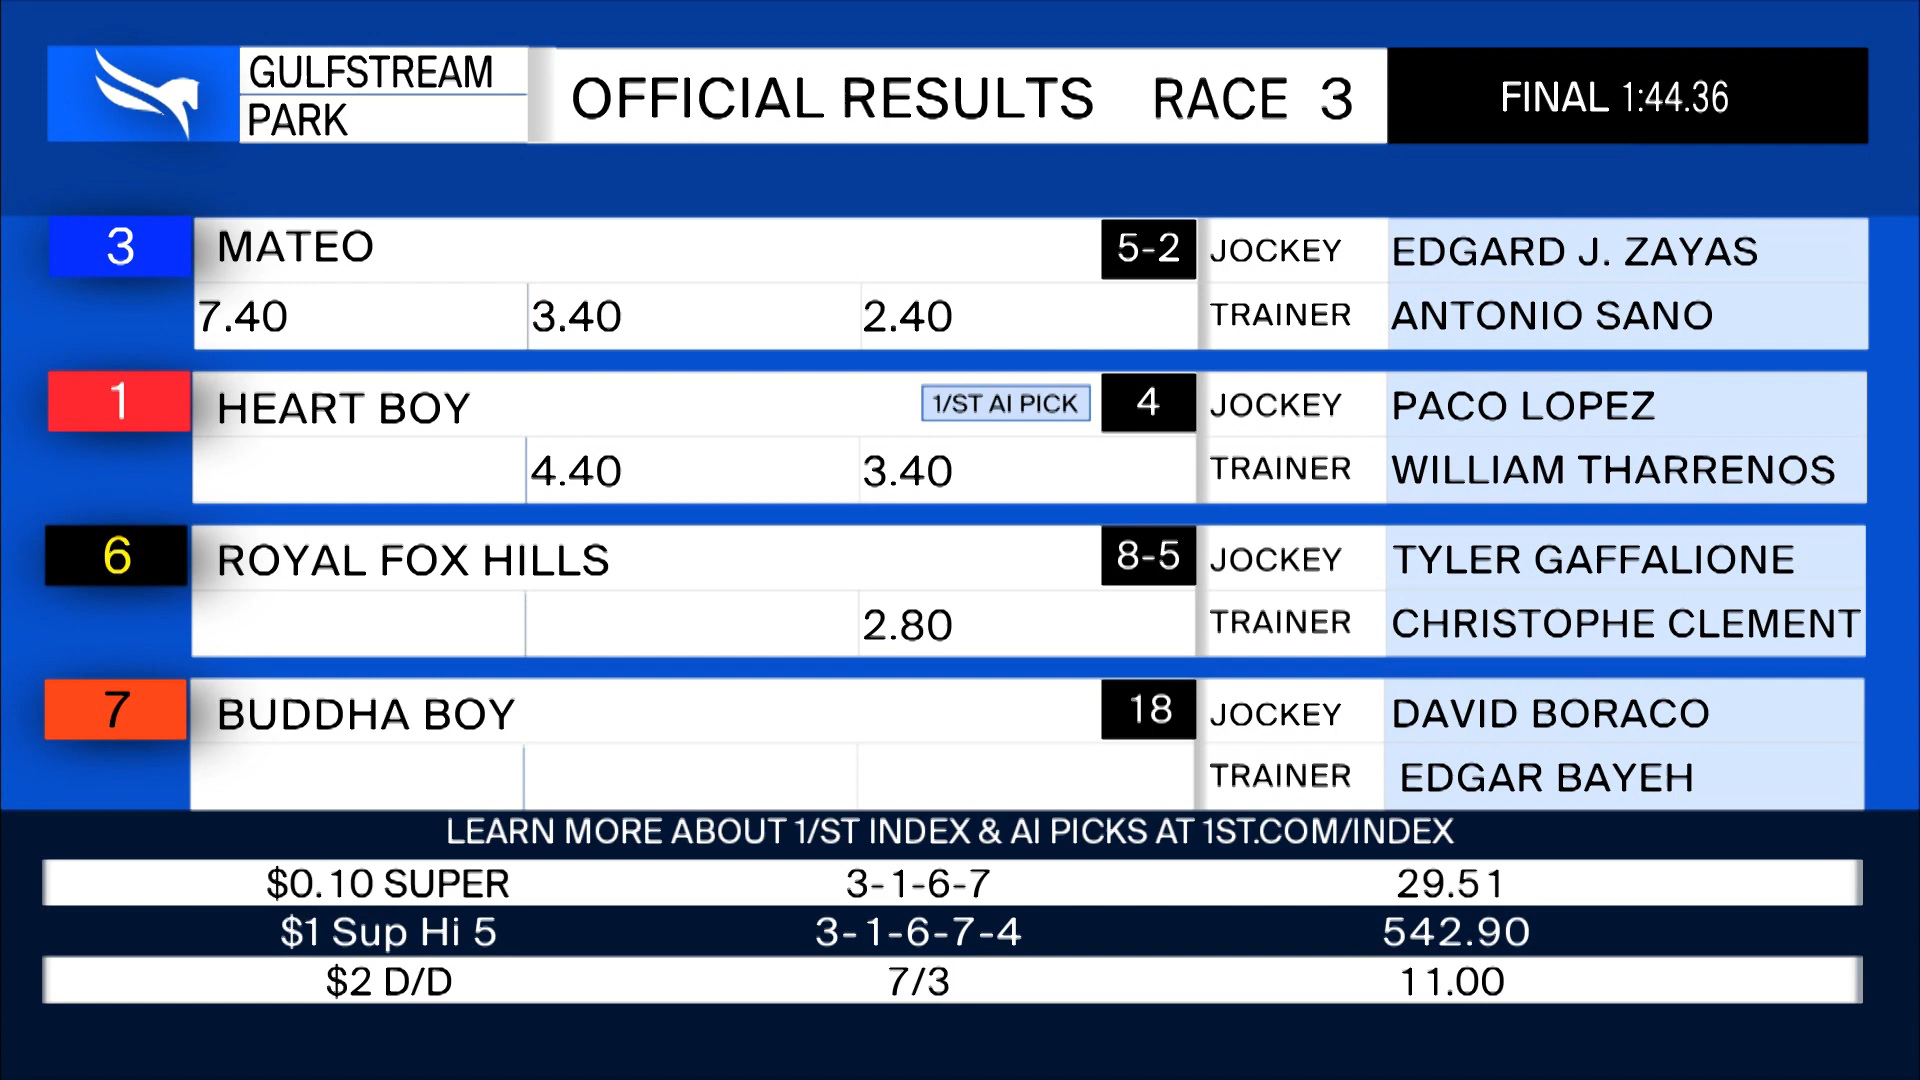 GULFSTREAM
PARK
OFFICIAL RESULTS RACE 3
FINAL 1:44.36
3 MATEO 5-2 JOCKEY EDGARD J. ZAYAS
7.40 3.40 2.40 TRAINER ANTONIO SANO
1 HEART BOY 1/ST AI PICK 4 JOCKEY PACO LOPEZ
4.40 3.40 TRAINER WILLIAM THARRENOS
6 ROYAL FOX HILLS 8-5 JOCKEY TYLER GAFFALIONE
2.80 TRAINER CHRISTOPHE CLEMENT
7 BUDDHA BOY 18 JOCKEY DAVID BORACO
TRAINER EDGAR BAYEH
LEARN MORE ABOUT 1/ST INDEX & AI PICKS AT 1ST.COM/INDEX
$0.10 SUPER 3-1-6-7 29.51
$1 Sup Hi 5 3-1-6-7-4 542.90
$2 D/D 7/3 11.00